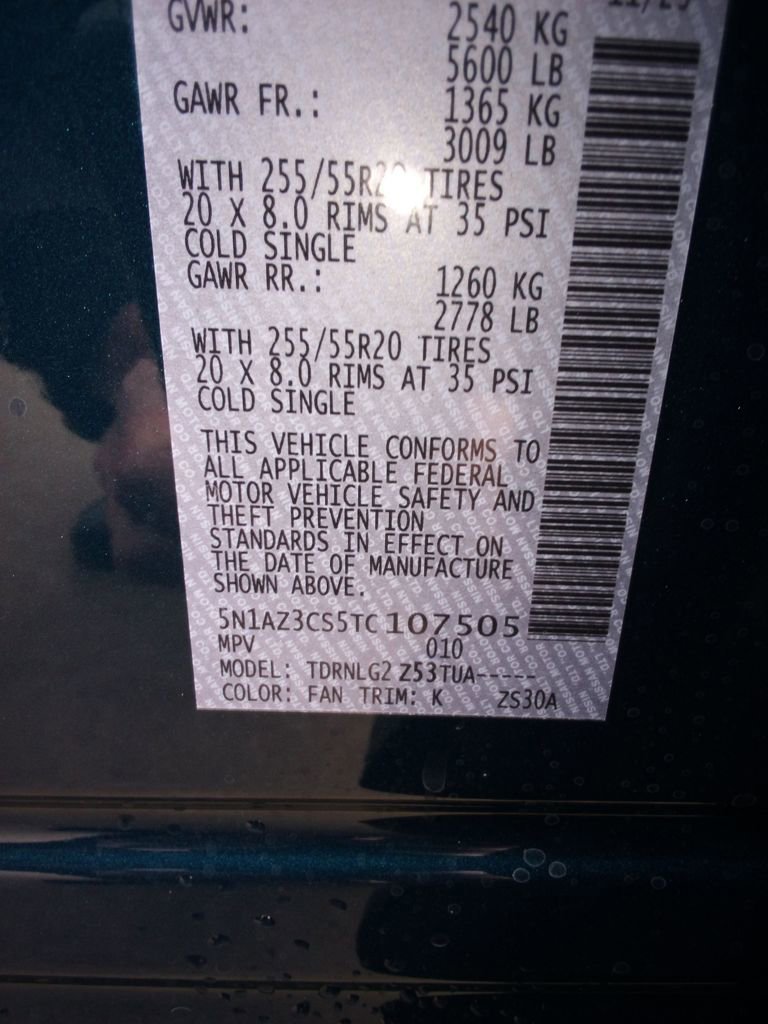 GVWR: 2540 KG
5600 LB
GAWR FR.: 1365 KG
3009 LB
WITH 255/55R20 TIRES
20 X 8.0 RIMS AT 35 PSI
COLD SINGLE
GAWR RR.: 1260 KG
2778 LB
WITH 255/55R20 TIRES
20 X 8.0 RIMS AT 35 PSI
COLD SINGLE
THIS VEHICLE CONFORMS TO
ALL APPLICABLE FEDERAL
MOTOR VEHICLE SAFETY AND
THEFT PREVENTION
STANDARDS IN EFFECT ON
THE DATE OF MANUFACTURE
SHOWN ABOVE.
5N1AZ3CS5TC107505
MPV 010
MODEL: TDRNLG2 Z53TUA-----
COLOR: FAN TRIM: K ZS30A